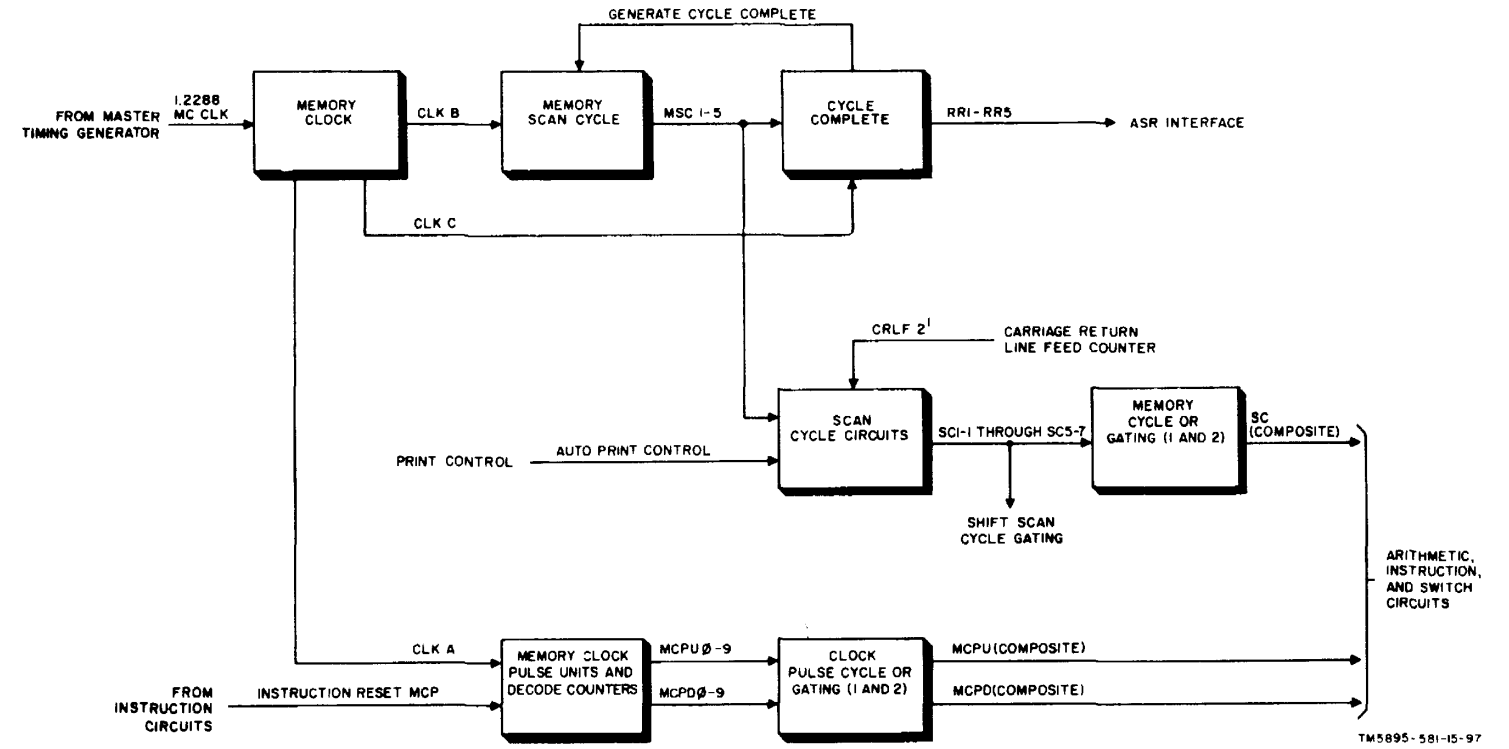 GENERATE CYCLE COMPLETE
FROM MASTER
TIMING GENERATOR
1.2288
MC CLK
MEMORY
CLOCK
CLK B
MEMORY
SCAN CYCLE
MSC 1-5
CYCLE
COMPLETE
RR1-RR5
ASR INTERFACE
CLK C
CRLF 2¹
CARRIAGE RETURN
LINE FEED COUNTER
PRINT CONTROL
AUTO PRINT CONTROL
SCAN
CYCLE CIRCUITS
SC1-1 THROUGH SC5-7
MEMORY
CYCLE OR
GATING (1 AND 2)
SC
(COMPOSITE)
SHIFT SCAN
CYCLE GATING
ARITHMETIC,
INSTRUCTION,
AND SWITCH
CIRCUITS
CLK A
FROM
INSTRUCTION
CIRCUITS
INSTRUCTION RESET MCP
MEMORY CLOCK
PULSE UNITS AND
DECODE COUNTERS
MCPUØ-9
MCPDØ-9
CLOCK
PULSE CYCLE OR
GATING (1 AND 2)
MCPU(COMPOSITE)
MCPD(COMPOSITE)
TM5895-581-15-97